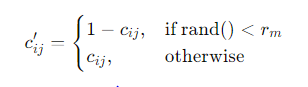 c'_{ij} = \begin{cases} 1 - c_{ij}, & \text{if rand()} < r_m \\ c_{ij}, & \text{otherwise} \end{cases}